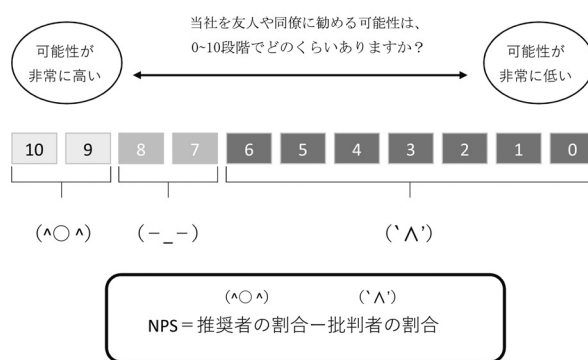 当社を友人や同僚に勧める可能性は、
0~10段階でどのくらいありますか？
可能性が
非常に高い
可能性が
非常に低い
10 9 8 7 6 5 4 3 2 1 0
(^○^) (－_－) (`∧')
(^○^) (`∧')
NPS＝推奨者の割合ー批判者の割合